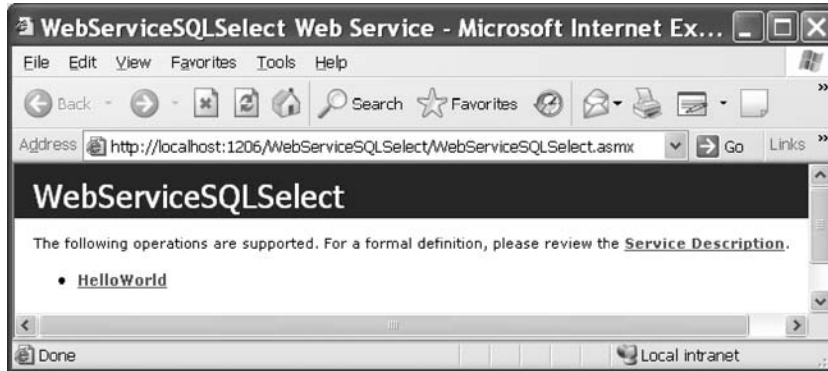 WebServiceSQLSelect Web Service - Microsoft Internet Ex...
File Edit View Favorites Tools Help
Back Search Favorites »
Address http://localhost:1206/WebServiceSQLSelect/WebServiceSQLSelect.asmx Go Links »
WebServiceSQLSelect
The following operations are supported. For a formal definition, please review the Service Description.
• HelloWorld
Done Local intranet